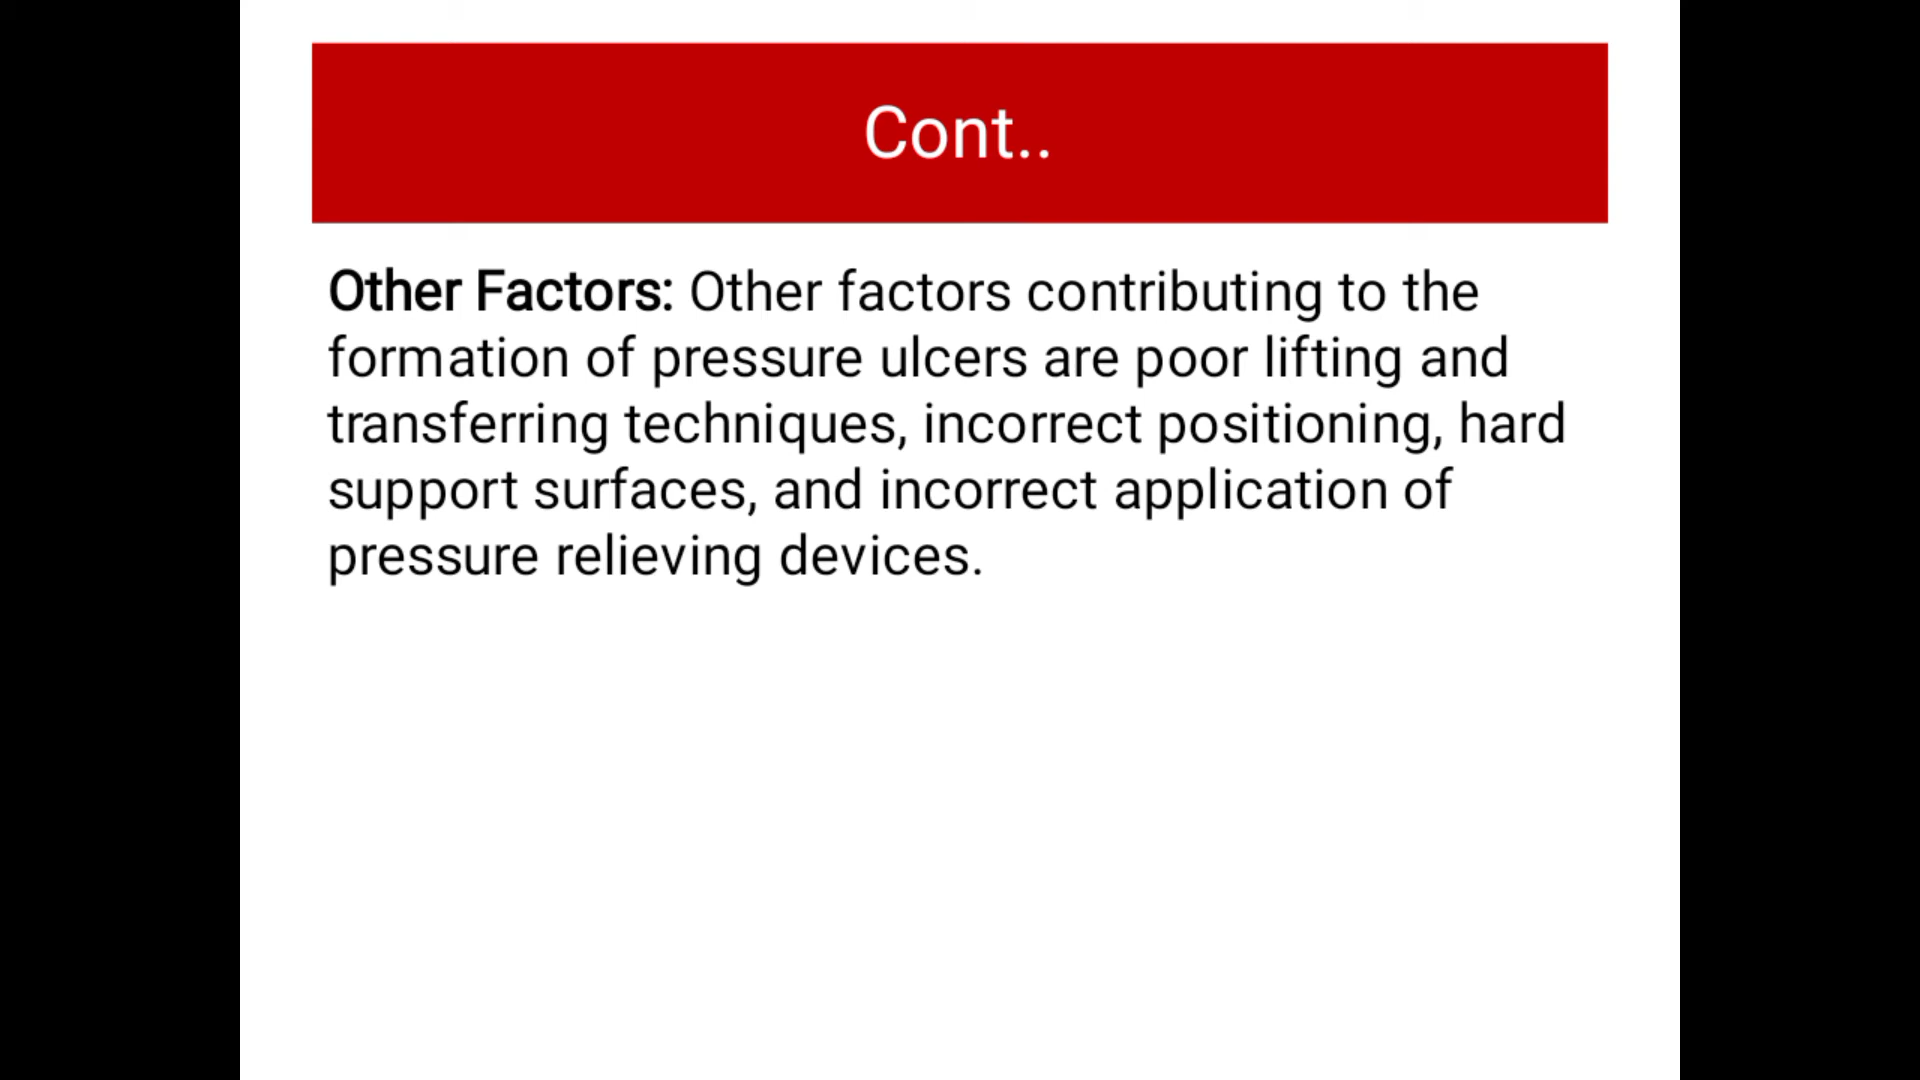 Cont..
Other Factors: Other factors contributing to the
formation of pressure ulcers are poor lifting and
transferring techniques, incorrect positioning, hard
support surfaces, and incorrect application of
pressure relieving devices.